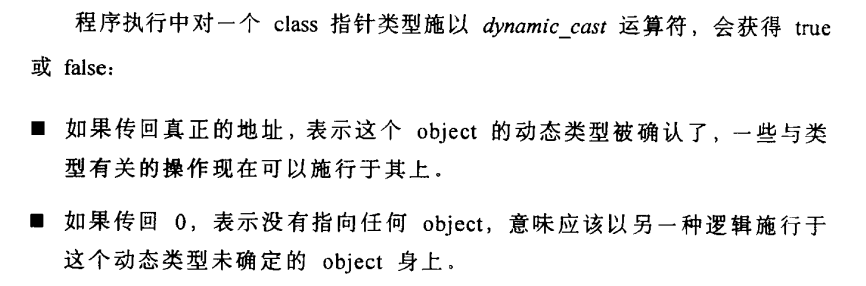 程序执行中对一个 class 指针类型施以 dynamic_cast 运算符，会获得 true
或 false：
■ 如果传回真正的地址，表示这个 object 的动态类型被确认了，一些与类
型有关的操作现在可以施行于其上。
■ 如果传回 0，表示没有指向任何 object，意味应该以另一种逻辑施行于
这个动态类型未确定的 object 身上。